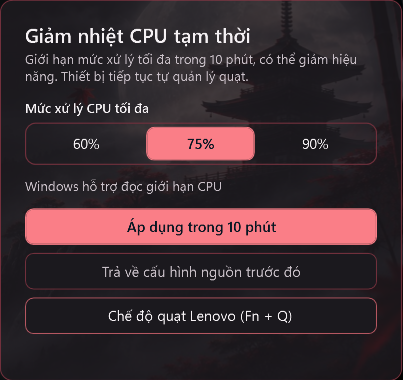 Giảm nhiệt CPU tạm thời
Giới hạn mức xử lý tối đa trong 10 phút, có thể giảm hiệu
năng. Thiết bị tiếp tục tự quản lý quạt.
Mức xử lý CPU tối đa
60% 75% 90%
Windows hỗ trợ đọc giới hạn CPU
Áp dụng trong 10 phút
Trả về cấu hình nguồn trước đó
Chế độ quạt Lenovo (Fn + Q)